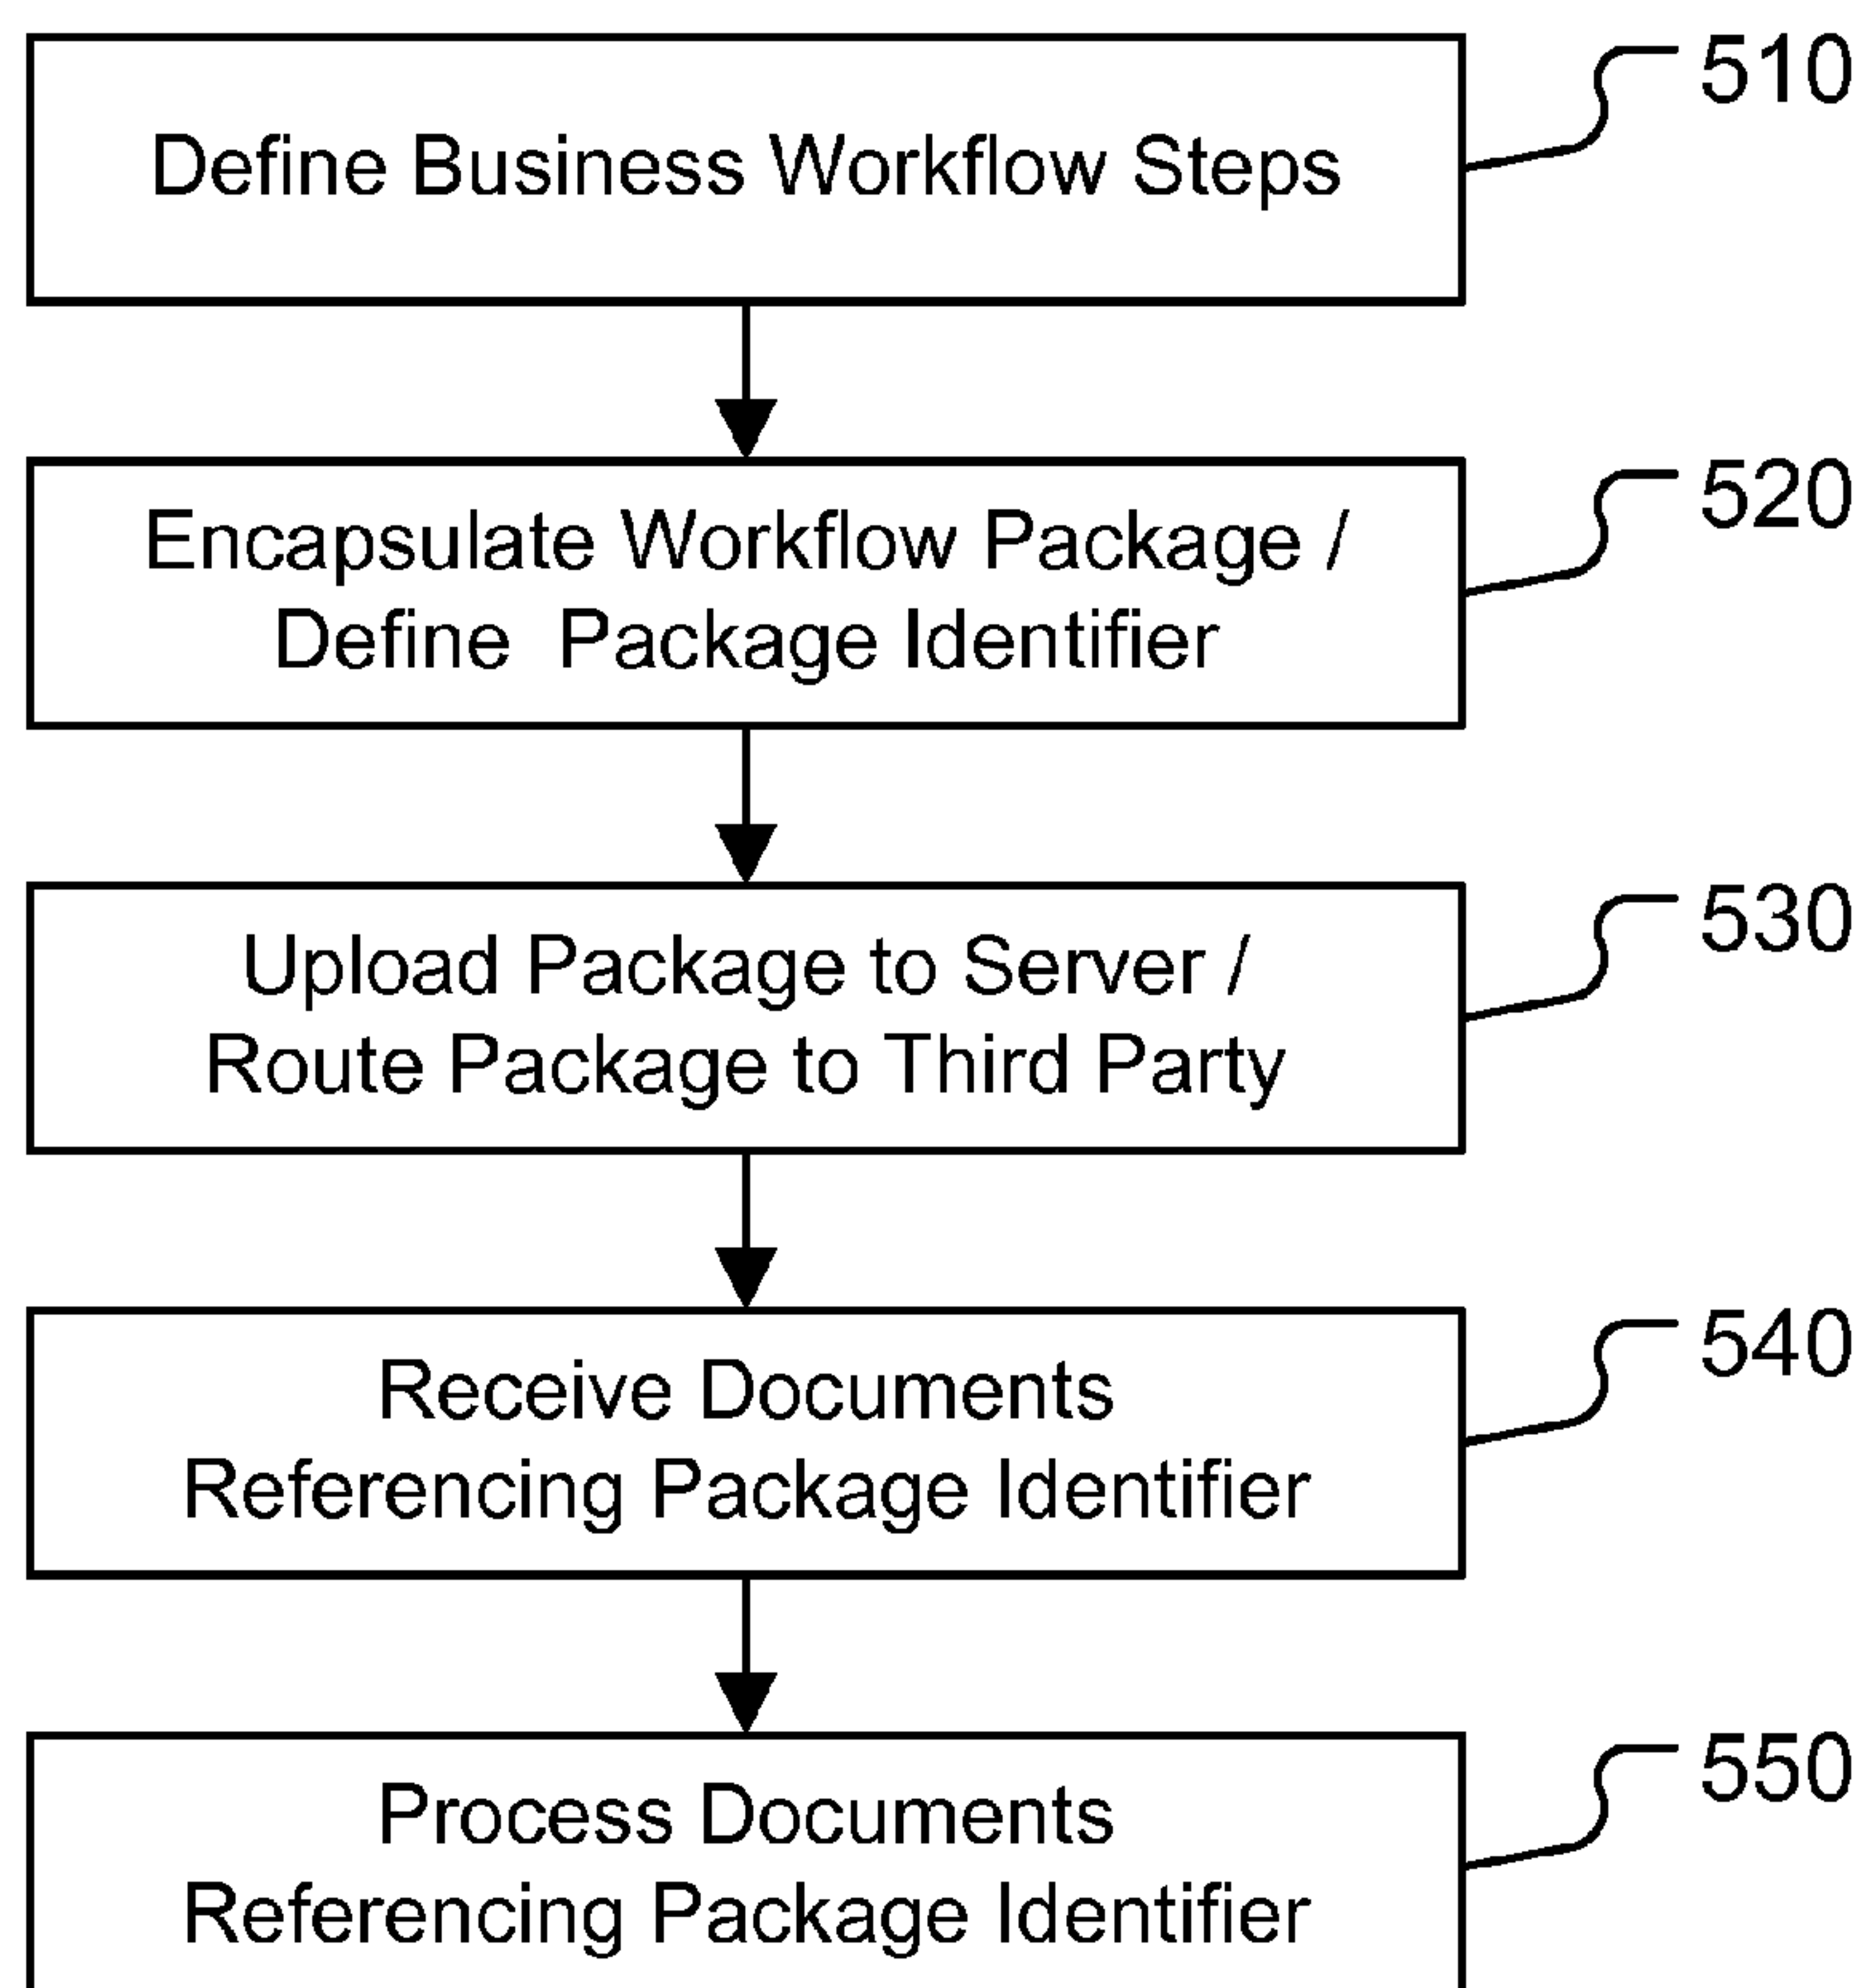 510
Define Business Workflow Steps
520
Encapsulate Workflow Package /
Define Package Identifier
530
Upload Package to Server /
Route Package to Third Party
540
Receive Documents
Referencing Package Identifier
550
Process Documents
Referencing Package Identifier